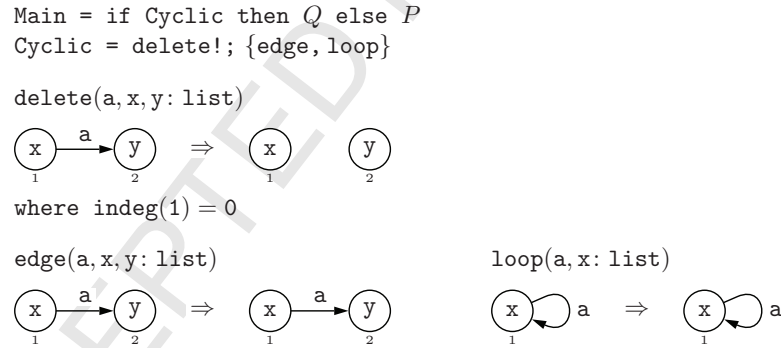 Main = if Cyclic then Q else P
Cyclic = delete!; {edge, loop}
delete(a, x, y: list)
x a y ⇒ x y
1 2 1 2
where indeg(1) = 0
edge(a, x, y: list) loop(a, x: list)
x a y ⇒ x a y x a ⇒ x a
1 2 1 2 1 1